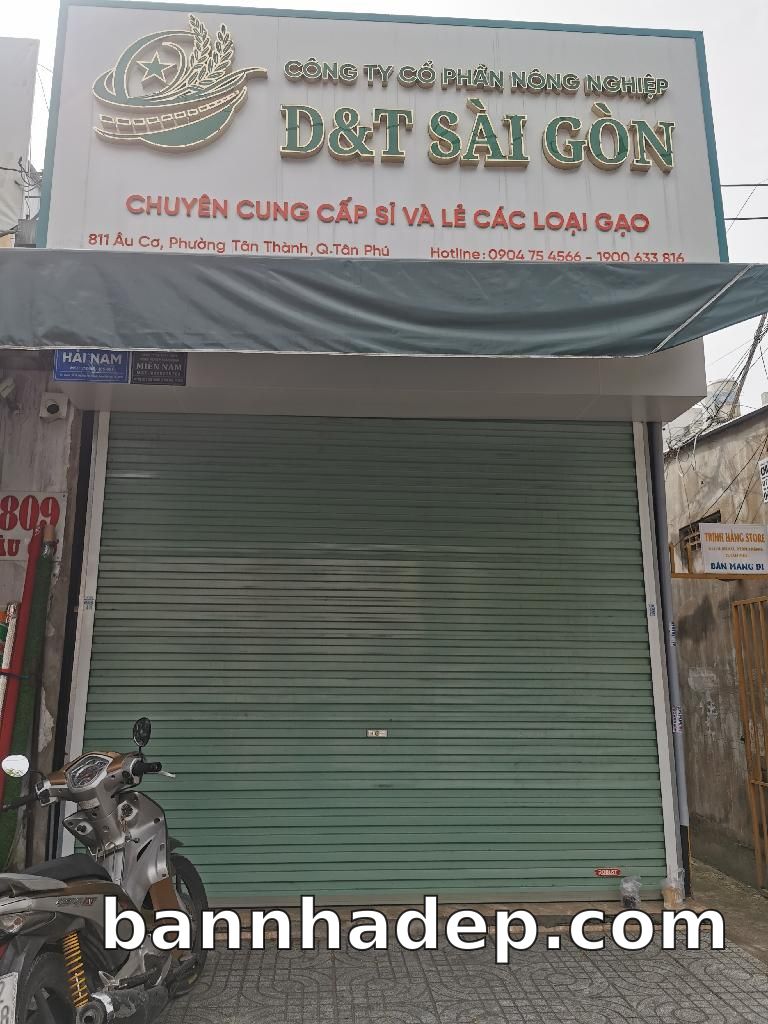 CÔNG TY CỔ PHẦN NÔNG NGHIỆP
D&T SÀI GÒN
CHUYÊN CUNG CẤP SỈ VÀ LẺ CÁC LOẠI GẠO
811 Âu Cơ, Phường Tân Thành, Q.Tân Phú
Hotline: 0904 75 4566 - 1900 633 816
HẢI NAM
MIỀN NAM
809
TRINH HẰNG STORE
BÁN MANG ĐI
ROBUST
bannhadep.com